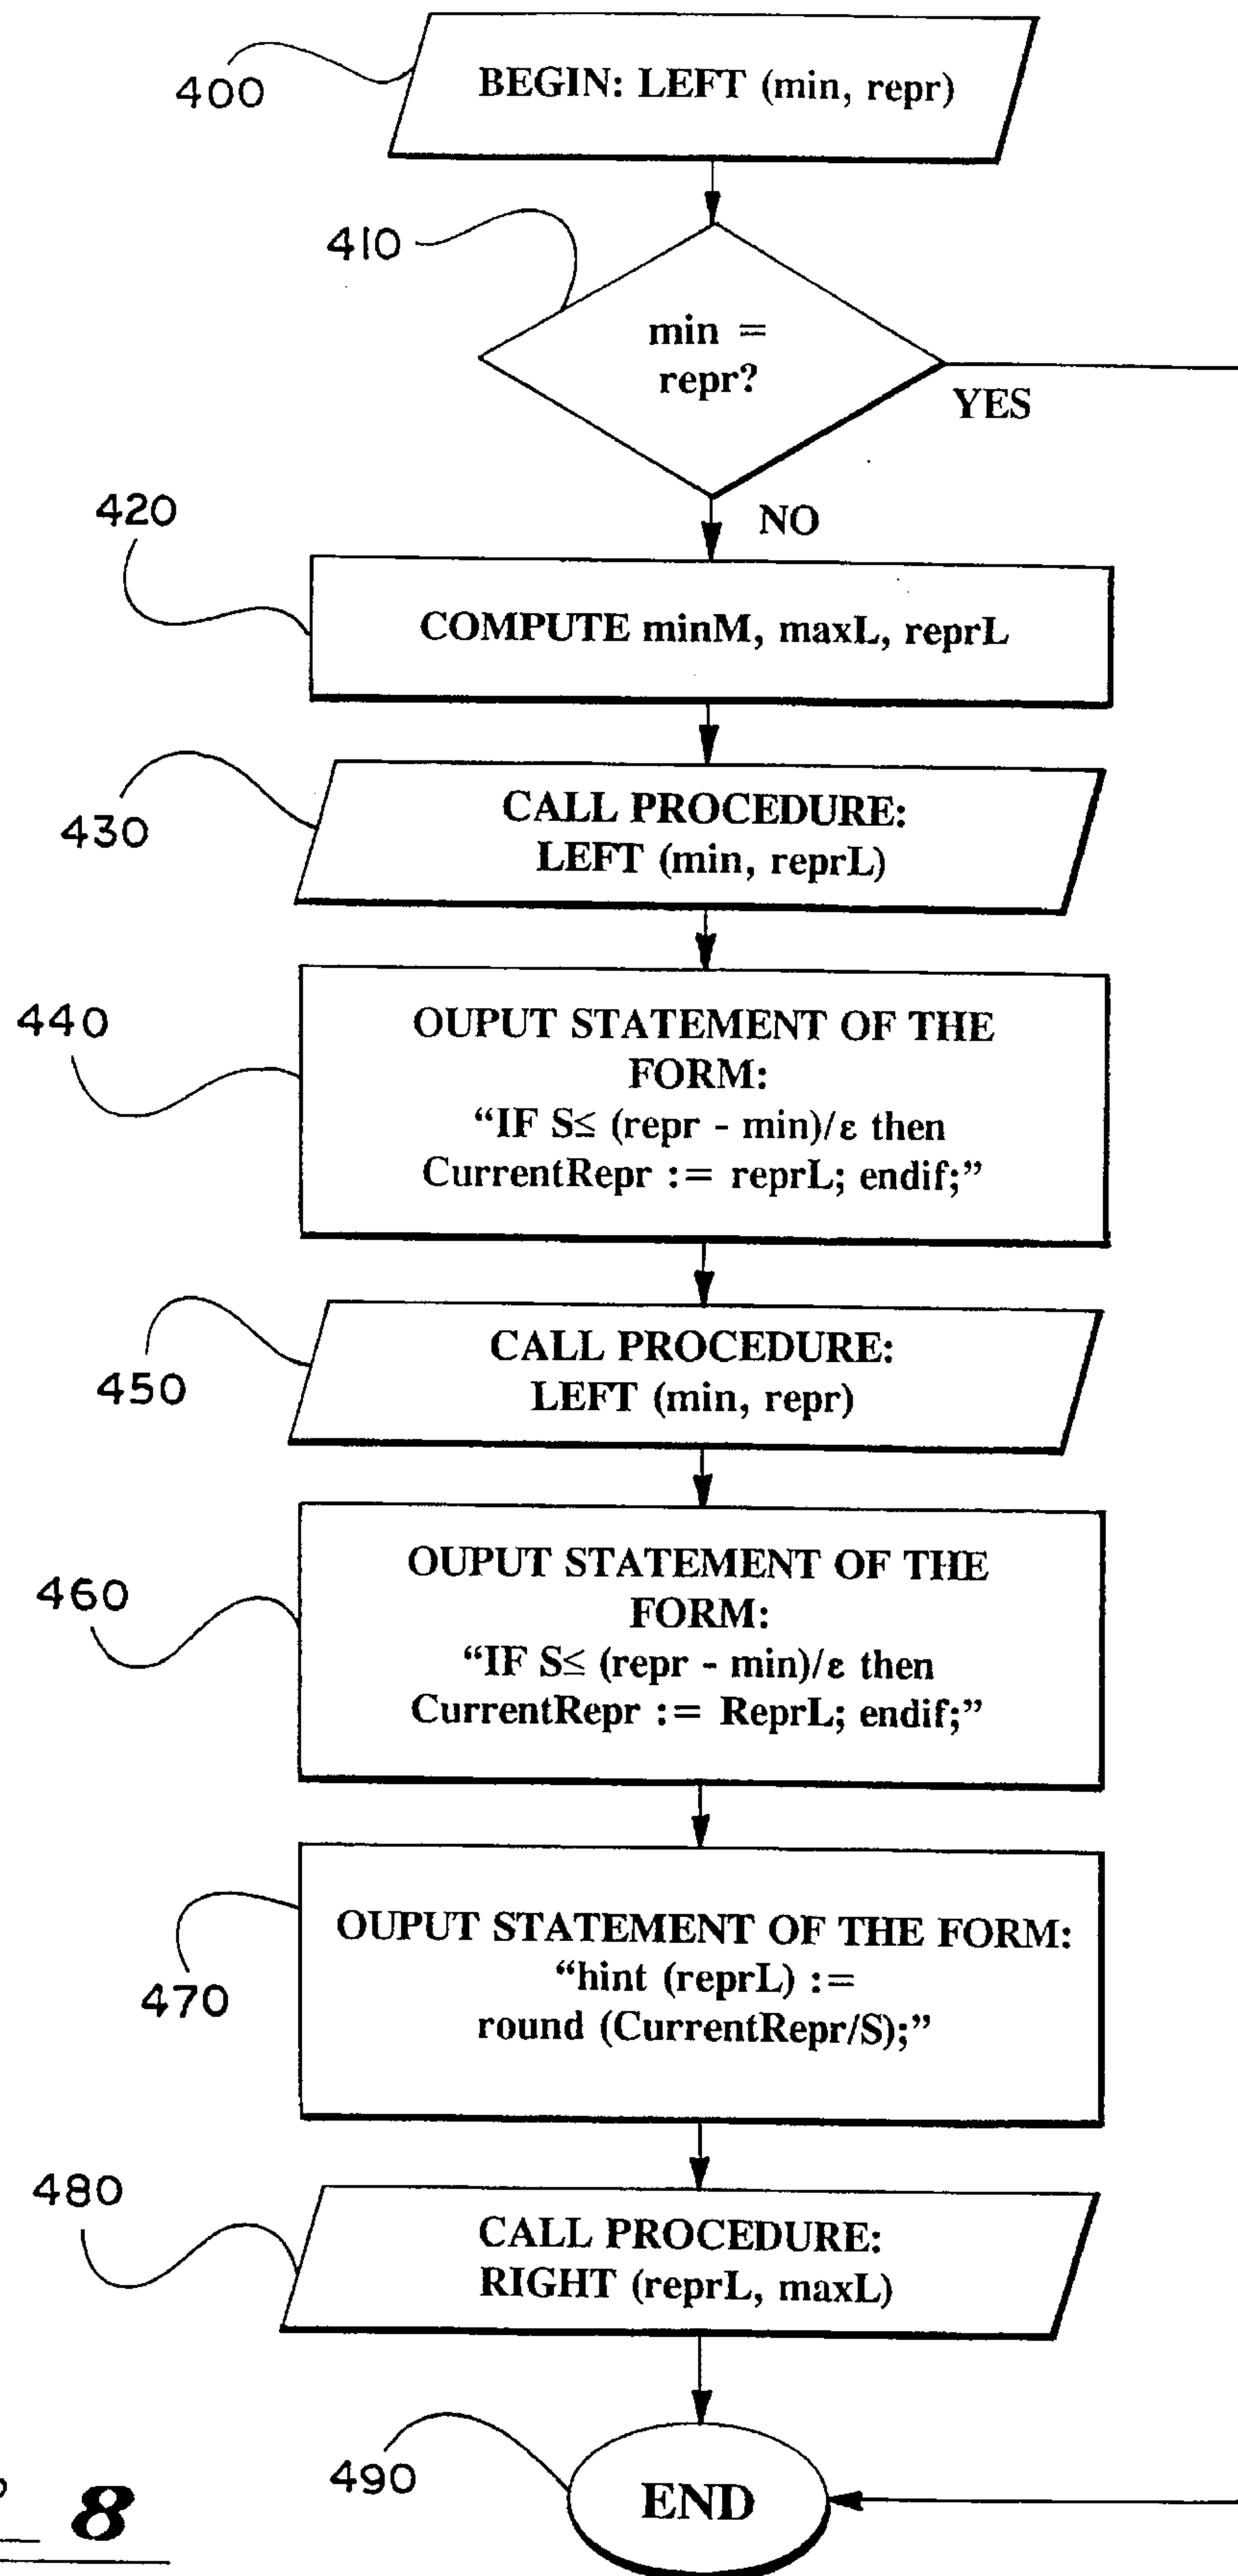 400
BEGIN: LEFT (min, repr)
410
min =
repr?
YES
NO
420
COMPUTE minM, maxL, reprL
430
CALL PROCEDURE:
LEFT (min, reprL)
440
OUPUT STATEMENT OF THE
FORM:
“IF S≤ (repr - min)/ε then
CurrentRepr := reprL; endif;”
450
CALL PROCEDURE:
LEFT (min, repr)
460
OUPUT STATEMENT OF THE
FORM:
“IF S≤ (repr - min)/ε then
CurrentRepr := ReprL; endif;”
470
OUPUT STATEMENT OF THE FORM:
“hint (reprL) :=
round (CurrentRepr/S);”
480
CALL PROCEDURE:
RIGHT (reprL, maxL)
490
END
8